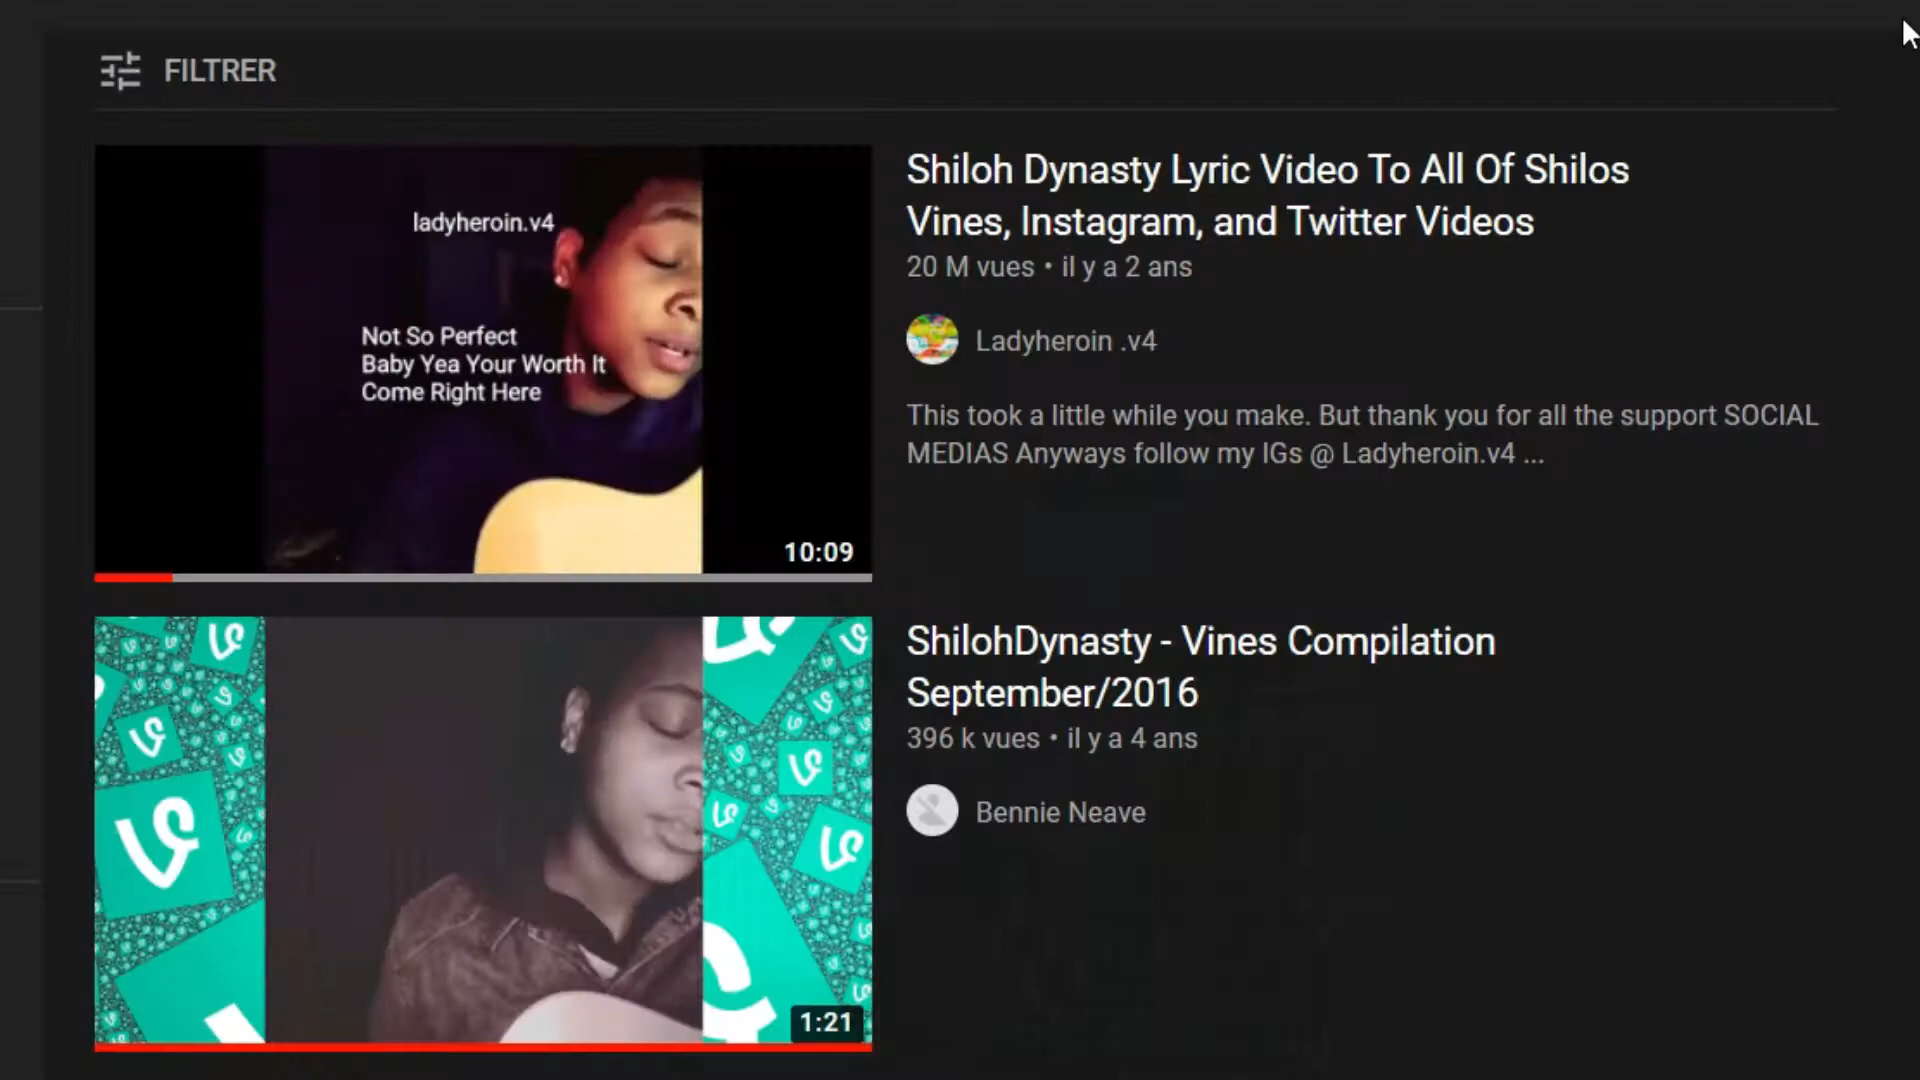 FILTRER
ladyheroin.v4
Not So Perfect
Baby Yea Your Worth It
Come Right Here
10:09
Shiloh Dynasty Lyric Video To All Of Shilos
Vines, Instagram, and Twitter Videos
20 M vues • il y a 2 ans
Ladyheroin .v4
This took a little while you make. But thank you for all the support SOCIAL
MEDIAS Anyways follow my IGs @ Ladyheroin.v4 ...
1:21
ShilohDynasty - Vines Compilation
September/2016
396 k vues • il y a 4 ans
Bennie Neave